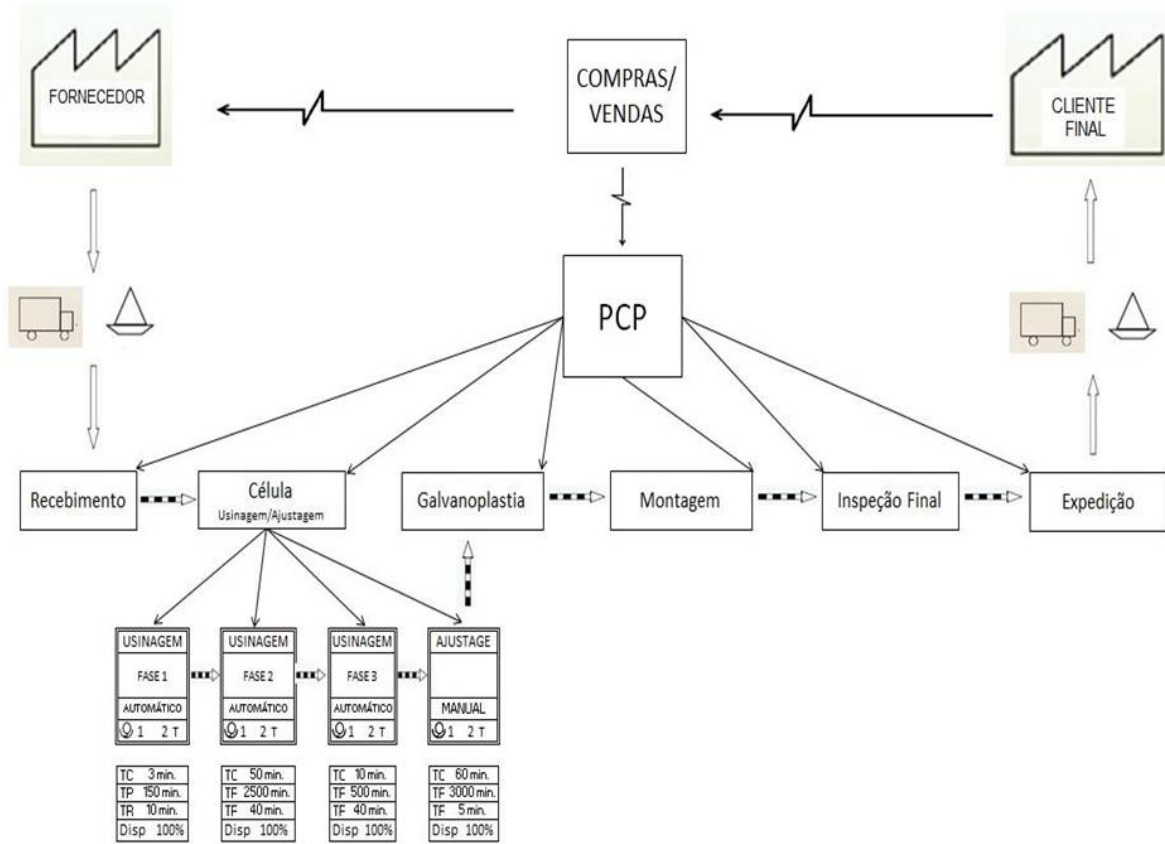 FORNECEDOR
COMPRAS/
VENDAS
CLIENTE
FINAL
PCP
Recebimento
Célula
Usinagem/Ajustagem
Galvanoplastia
Montagem
Inspeção Final
Expedição
USINAGEM
FASE 1
AUTOMÁTICO
1 2 T
TC 3 min.
TP 150 min.
TR 10 min.
Disp 100%
USINAGEM
FASE 2
AUTOMÁTICO
1 2 T
TC 50 min.
TF 2500 min.
TF 40 min.
Disp 100%
USINAGEM
FASE 3
AUTOMÁTICO
1 2 T
TC 10 min.
TF 500 min.
TF 40 min.
Disp 100%
AJUSTAGE
MANUAL
1 2 T
TC 60 min.
TF 3000 min.
TF 5 min.
Disp 100%